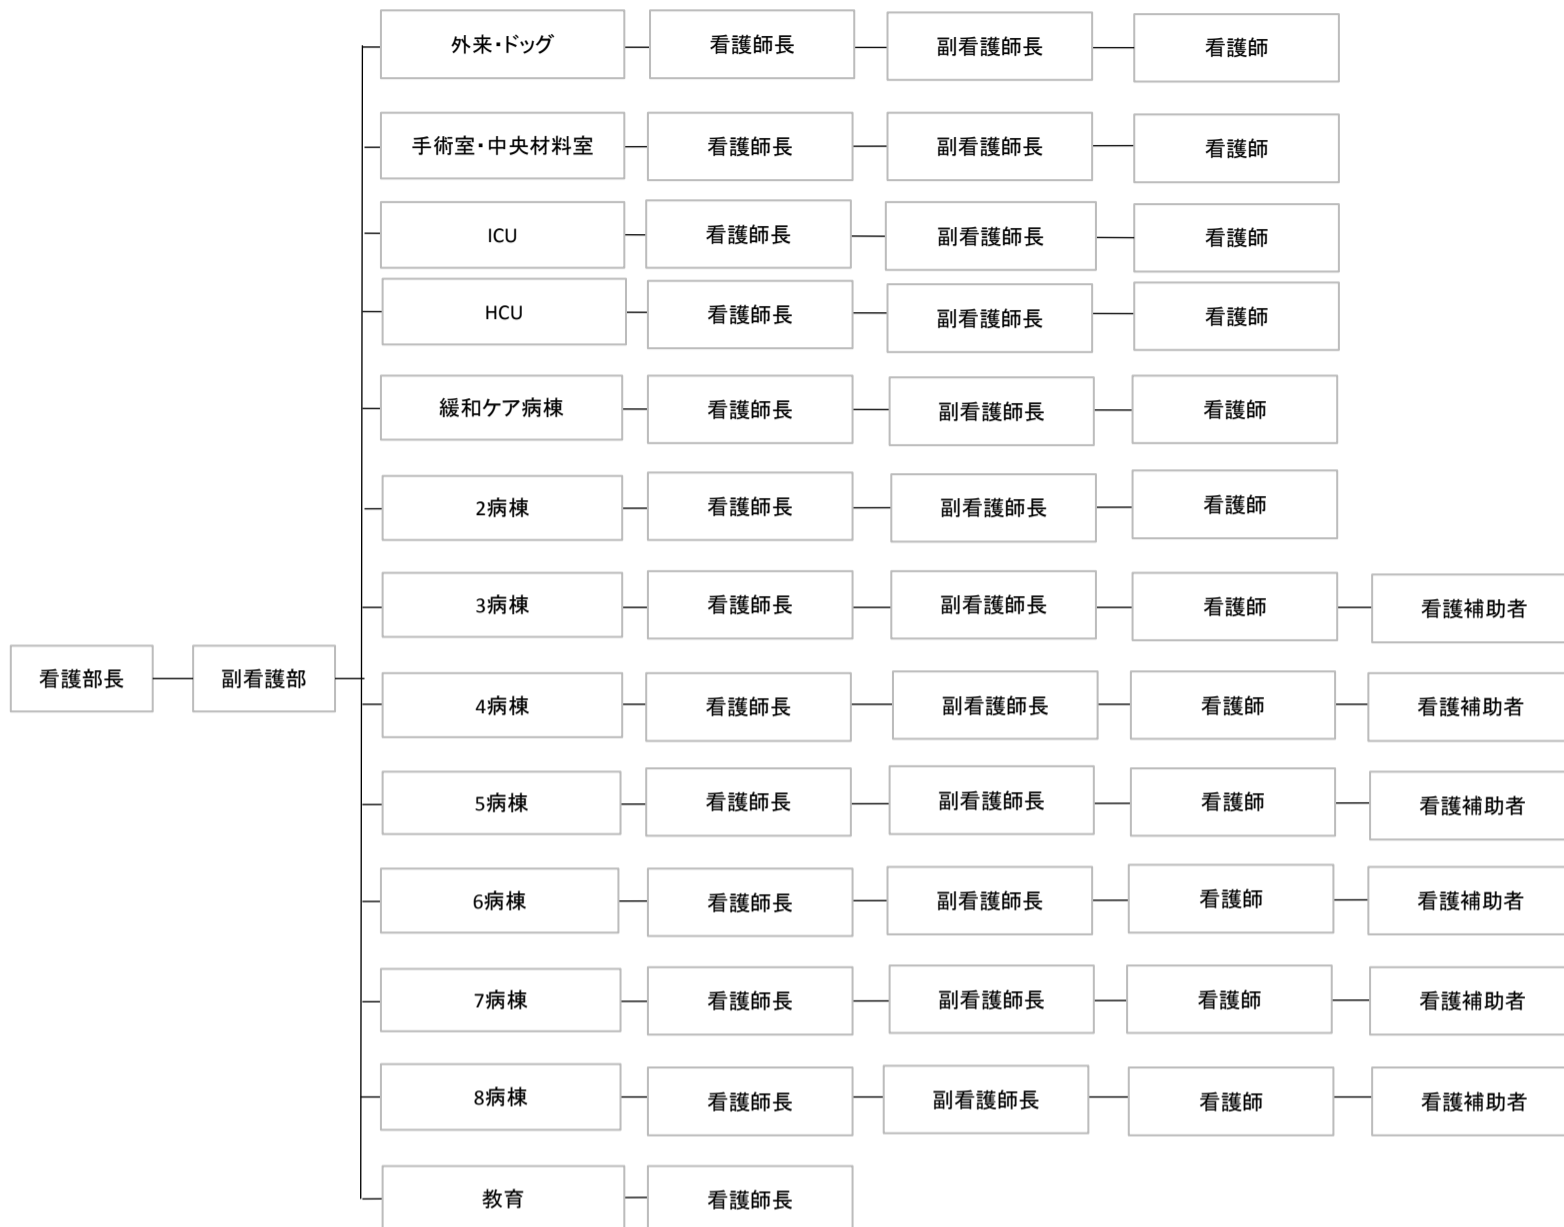 外来・ドッグ 看護師長 副看護師長 看護師
手術室・中央材料室 看護師長 副看護師長 看護師
ICU 看護師長 副看護師長 看護師
HCU 看護師長 副看護師長 看護師
緩和ケア病棟 看護師長 副看護師長 看護師
2病棟 看護師長 副看護師長 看護師
3病棟 看護師長 副看護師長 看護師 看護補助者
看護部長 副看護部
4病棟 看護師長 副看護師長 看護師 看護補助者
5病棟 看護師長 副看護師長 看護師 看護補助者
6病棟 看護師長 副看護師長 看護師 看護補助者
7病棟 看護師長 副看護師長 看護師 看護補助者
8病棟 看護師長 副看護師長 看護師 看護補助者
教育 看護師長